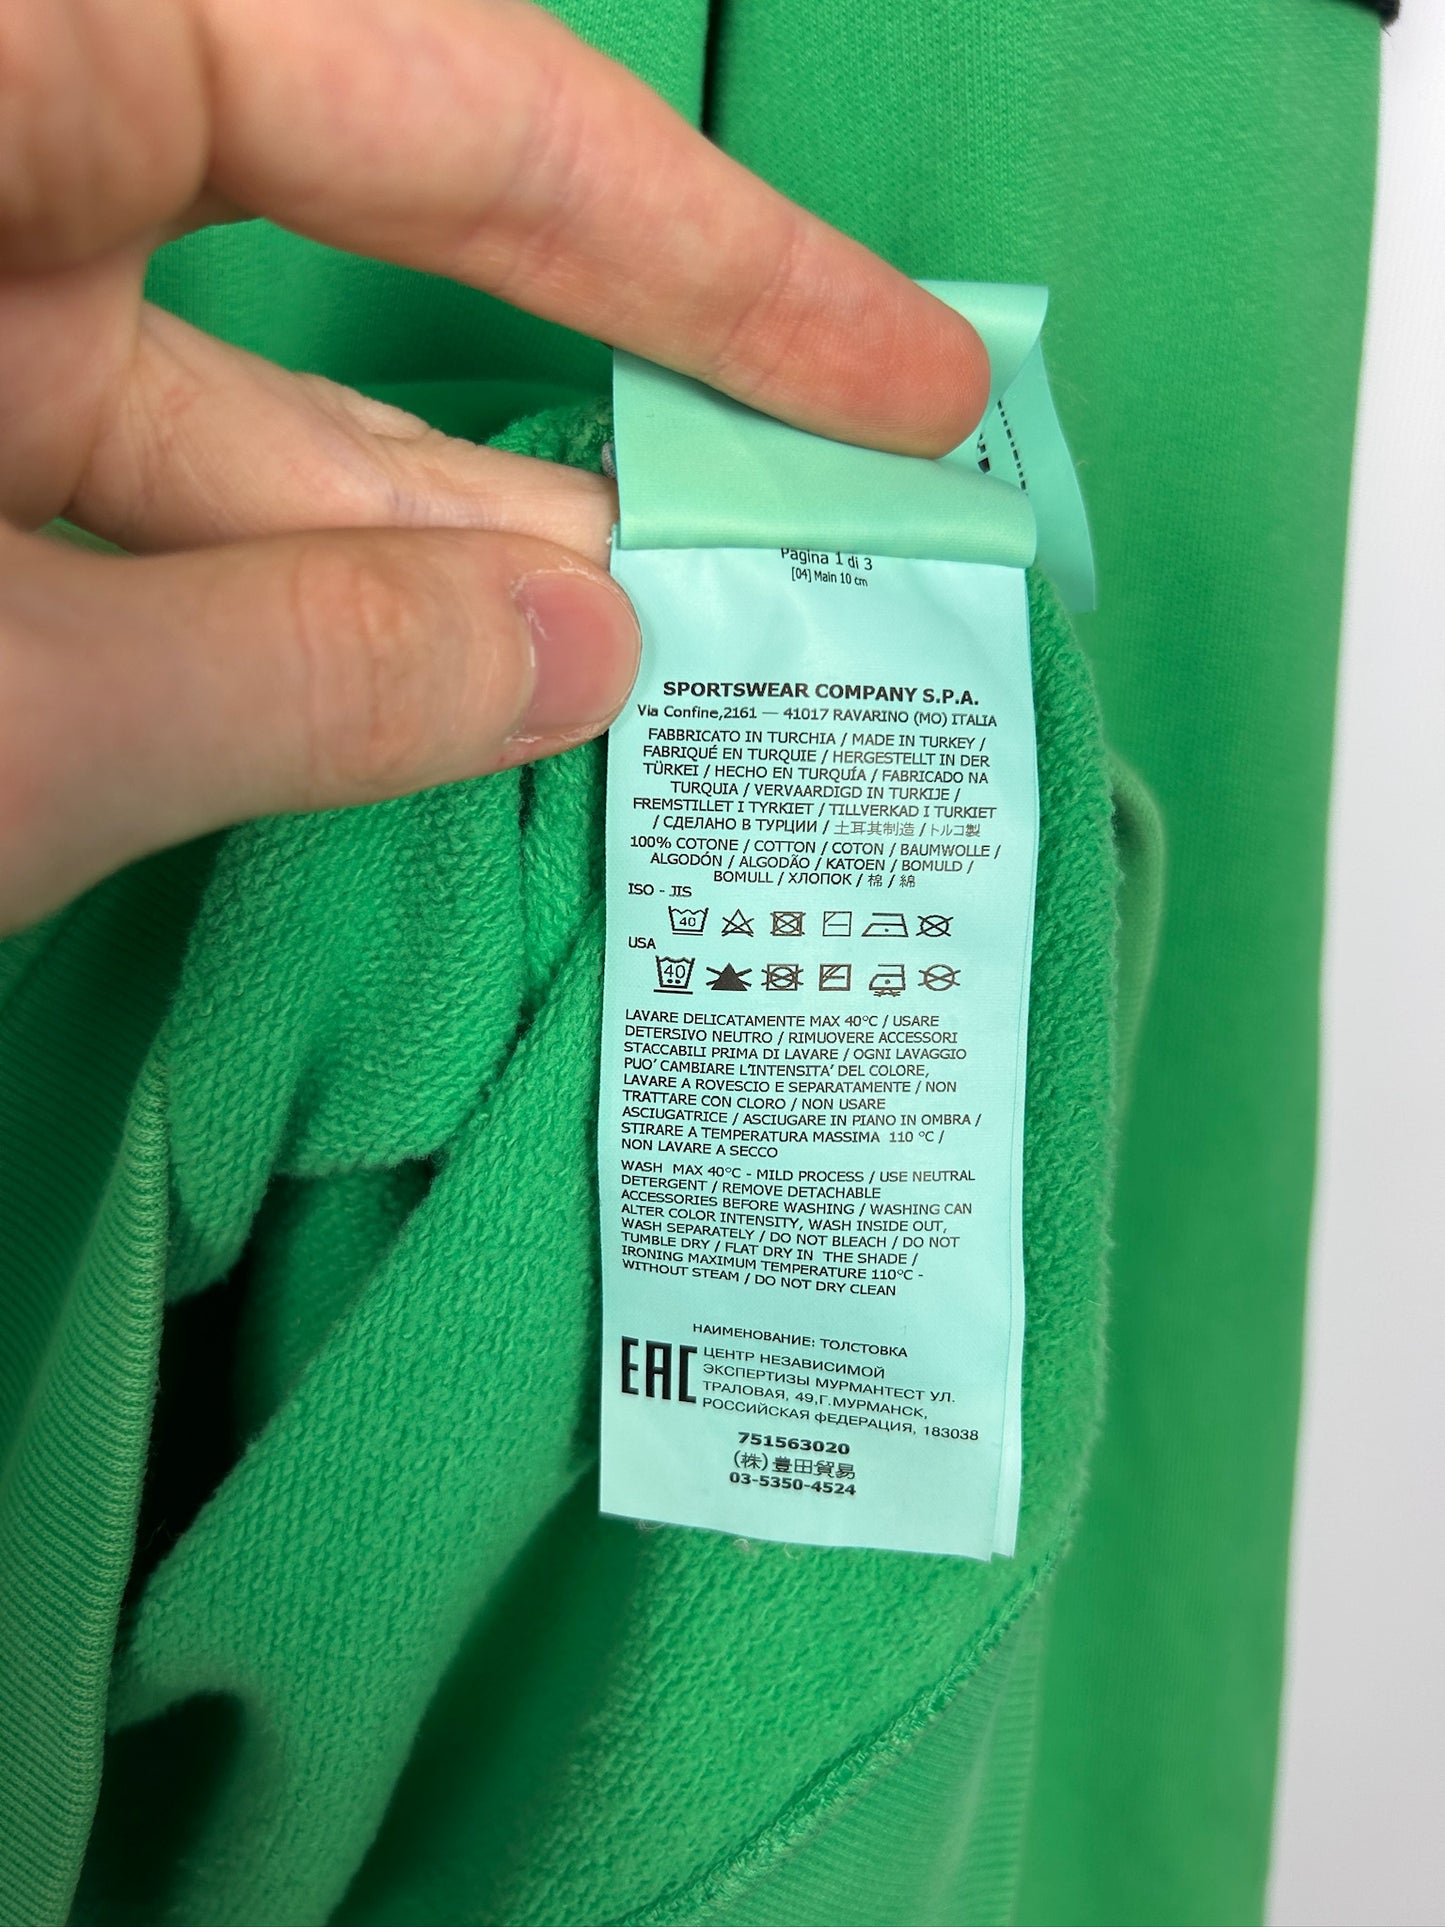 Pagina 1 di 3
[04] Main 10 cm
SPORTSWEAR COMPANY S.P.A.
Via Confine,2161 — 41017 RAVARINO (MO) ITALIA
FABBRICATO IN TURCHIA / MADE IN TURKEY /
FABRIQUÉ EN TURQUIE / HERGESTELLT IN DER
TÜRKEI / HECHO EN TURQUÍA / FABRICADO NA
TURQUIA / VERVAARDIGD IN TURKIJE /
FREMSTILLET I TYRKIET / TILLVERKAD I TURKIET
/ СДЕЛАНО В ТУРЦИИ / 土耳其制造 / トルコ製
100% COTONE / COTTON / COTON / BAUMWOLLE /
ALGODÓN / ALGODÃO / KATOEN / BOMULD /
BOMULL / ХЛОПОК / 棉 / 綿
ISO - JIS
40
USA
40
LAVARE DELICATAMENTE MAX 40°C / USARE
DETERSIVO NEUTRO / RIMUOVERE ACCESSORI
STACCABILI PRIMA DI LAVARE / OGNI LAVAGGIO
PUO' CAMBIARE L'INTENSITA' DEL COLORE,
LAVARE A ROVESCIO E SEPARATAMENTE / NON
TRATTARE CON CLORO / NON USARE
ASCIUGATRICE / ASCIUGARE IN PIANO IN OMBRA /
STIRARE A TEMPERATURA MASSIMA 110 °C /
NON LAVARE A SECCO
WASH MAX 40°C - MILD PROCESS / USE NEUTRAL
DETERGENT / REMOVE DETACHABLE
ACCESSORIES BEFORE WASHING / WASHING CAN
ALTER COLOR INTENSITY, WASH INSIDE OUT,
WASH SEPARATELY / DO NOT BLEACH / DO NOT
TUMBLE DRY / FLAT DRY IN THE SHADE /
IRONING MAXIMUM TEMPERATURE 110°C -
WITHOUT STEAM / DO NOT DRY CLEAN
НАИМЕНОВАНИЕ: ТОЛСТОВКА
EAC
ЦЕНТР НЕЗАВИСИМОЙ
ЭКСПЕРТИЗЫ МУРМАНТЕСТ УЛ.
ТРАЛОВАЯ, 49,Г.МУРМАНСК,
РОССИЙСКАЯ ФЕДЕРАЦИЯ, 183038
751563020
(株)豊田貿易
03-5350-4524